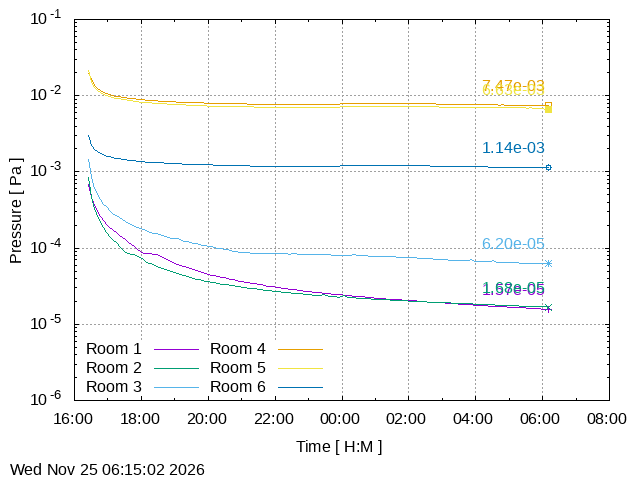 10^-1
10^-2
10^-3
10^-4
10^-5
10^-6
Pressure [ Pa ]
7.47e-03
1.14e-03
6.20e-05
1.57e-05
Room 1 Room 4
Room 2 Room 5
Room 3 Room 6
16:00 18:00 20:00 22:00 00:00 02:00 04:00 06:00 08:00
Time [ H:M ]
Wed Nov 25 06:15:02 2026